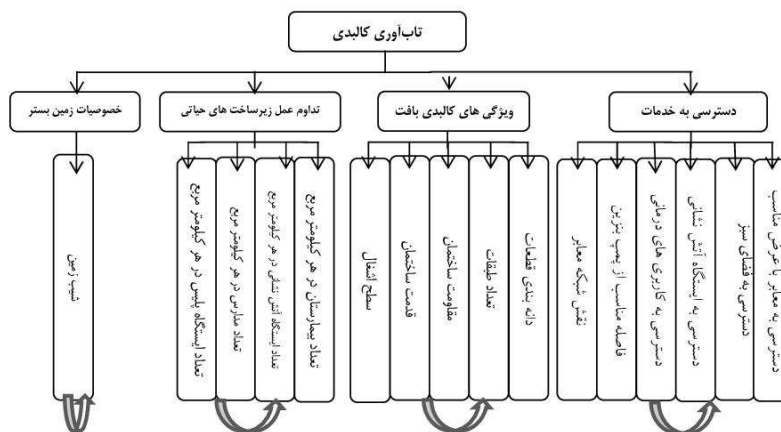 تاب‌آوری کالبدی
دسترسی به خدمات
ویژگی های کالبدی بافت
تداوم عمل زیرساخت های حیاتی
خصوصیات زمین بستر
دسترسی به معابر با عرض مناسب
دسترسی به فضای سبز
دسترسی به ایستگاه آتش نشانی
دسترسی به کاربری های درمانی
فاصله مناسب از پمپ بنزین
نقش شبکه معابر
دانه بندی قطعات
تعداد طبقات
مقاومت ساختمان
قدمت ساختمان
سطح اشغال
تعداد بیمارستان در هر کیلومتر مربع
تعداد ایستگاه آتش نشانی در هر کیلومتر مربع
تعداد مدارس در هر کیلومتر مربع
تعداد ایستگاه پلیس در هر کیلومتر مربع
شیب زمین